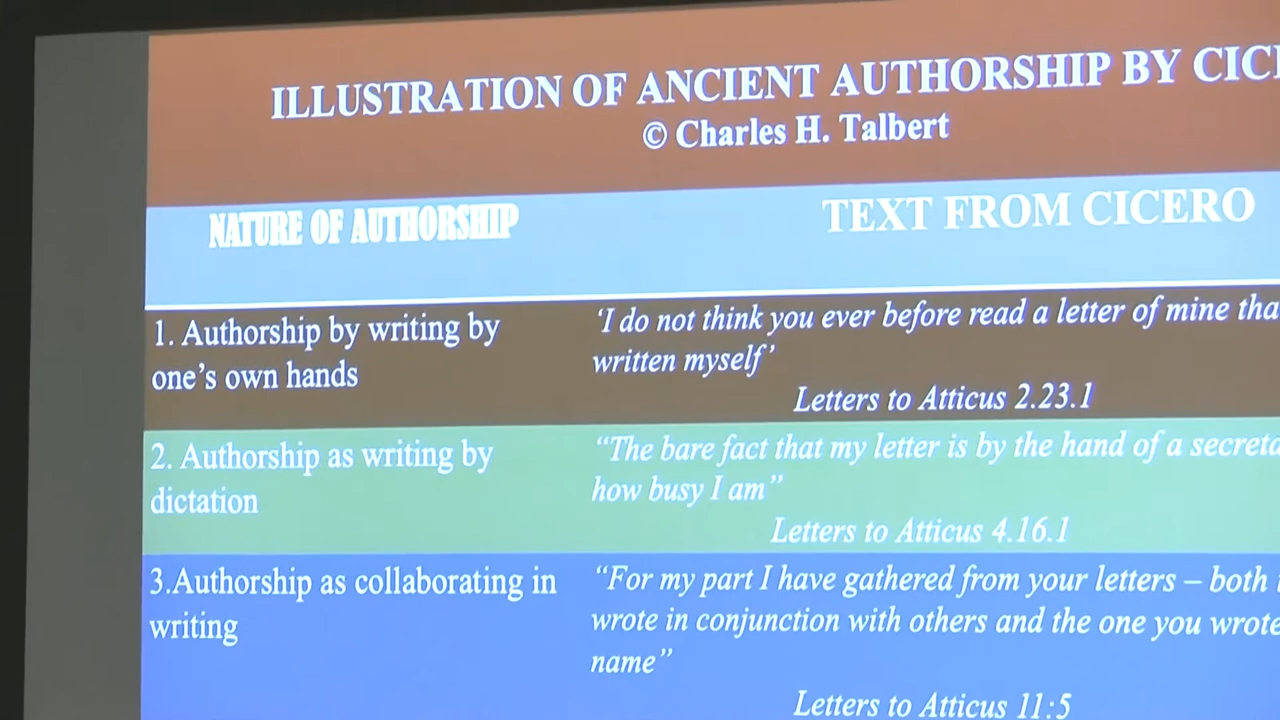 ILLUSTRATION OF ANCIENT AUTHORSHIP BY
© Charles H. Talbert
NATURE OF AUTHORSHIP
TEXT FROM CICERO
1. Authorship by writing by
one’s own hands
‘I do not think you ever before read a letter of mine
written myself’
Letters to Atticus 2.23.1
2. Authorship as writing by
dictation
“The bare fact that my letter is by the hand of a
how busy I am”
Letters to Atticus 4.16.1
3.Authorship as collaborating in
writing
“For my part I have gathered from your letters – both
wrote in conjunction with others and the one you wrote
name”
Letters to Atticus 11:5